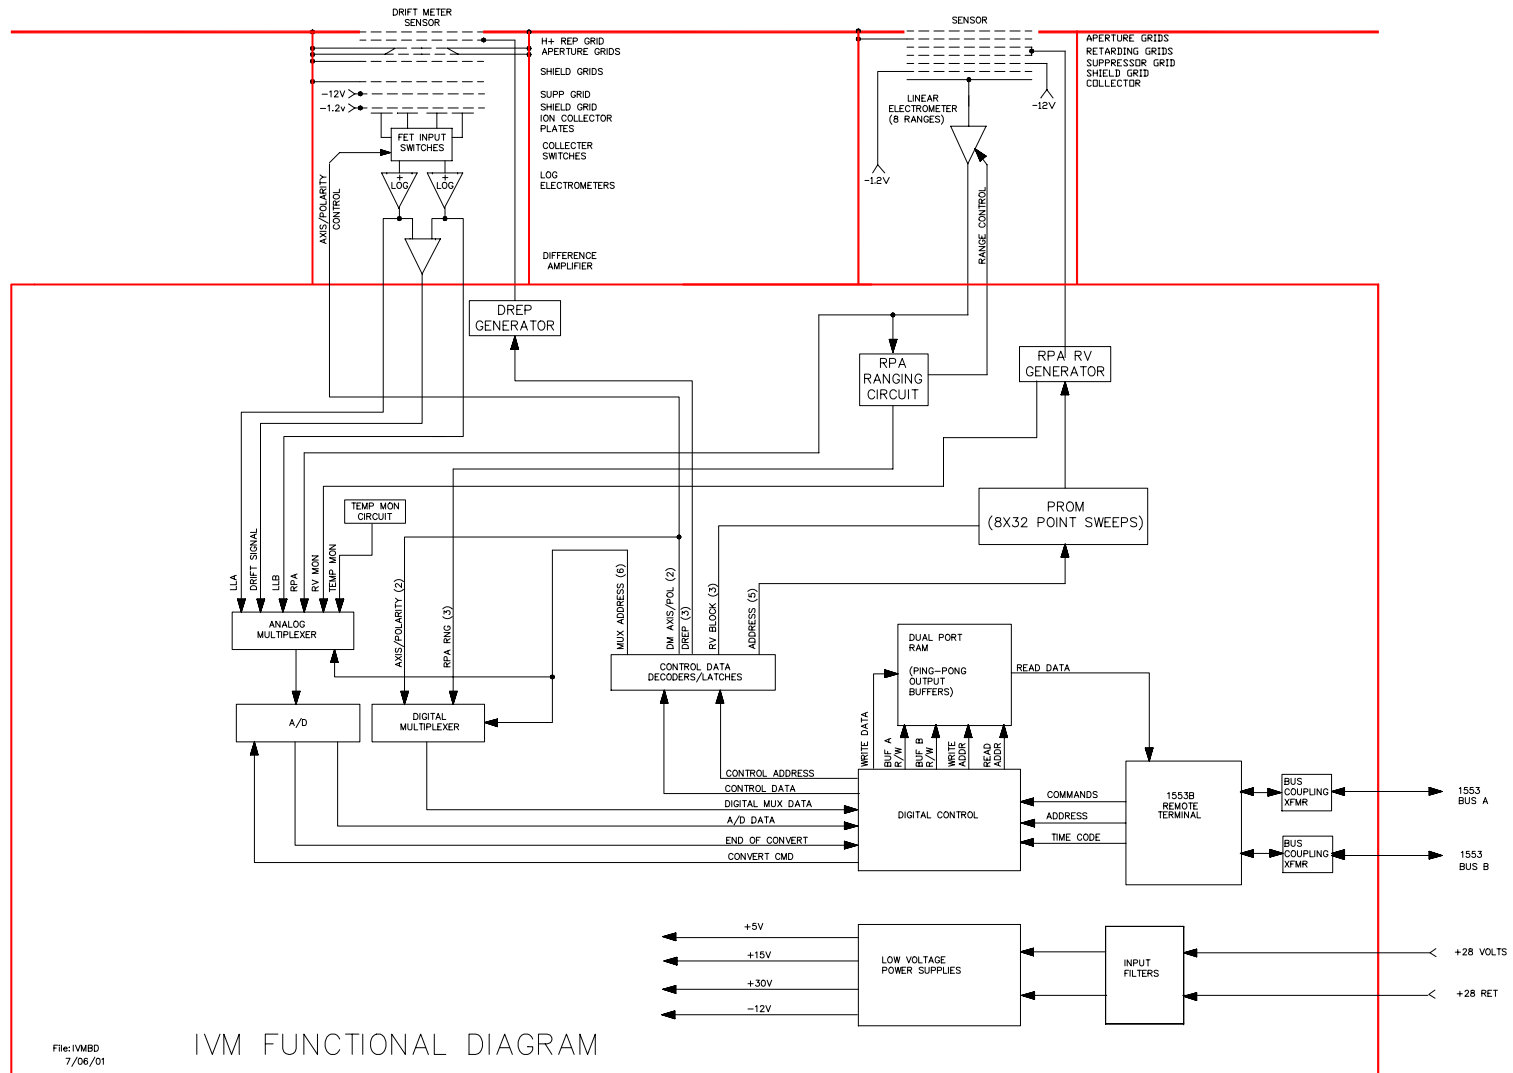 DRIFT METER
SENSOR
H+ REP GRID
APERTURE GRIDS
SHIELD GRIDS
-12V
SUPP GRID
-1.2v
SHIELD GRID
ION COLLECTOR
PLATES
FET INPUT
SWITCHES
COLLECTER
SWITCHES
+
LOG
+
LOG
LOG
ELECTROMETERS
AXIS/POLARITY
CONTROL
DIFFERENCE
AMPLIFIER
SENSOR
APERTURE GRIDS
RETARDING GRIDS
SUPPRESSOR GRID
SHIELD GRID
COLLECTOR
LINEAR
ELECTROMETER
(8 RANGES)
-12V
-1.2V
RANGE CONTROL
DREP
GENERATOR
RPA
RANGING
CIRCUIT
RPA RV
GENERATOR
PROM
(8X32 POINT SWEEPS)
TEMP MON
CIRCUIT
LLA
DRIFT SIGNAL
LLB
RPA
RV MON
TEMP MON
AXIS/POLARITY(2)
RPA RNG (3)
MUX ADDRESS (6)
DM AXIS/POL (2)
DREP (3)
RV BLOCK (3)
ADDRESS (5)
ANALOG
MULTIPLEXER
CONTROL DATA
DECODERS/LATCHES
DUAL PORT
RAM
(PING-PONG
OUTPUT
BUFFERS)
READ DATA
A/D
DIGITAL
MULTIPLEXER
WRITE DATA
BUF A
R/W
BUF B
R/W
WRITE
ADDR
READ
ADDR
CONTROL ADDRESS
CONTROL DATA
DIGITAL MUX DATA
A/D DATA
END OF CONVERT
CONVERT CMD
DIGITAL CONTROL
COMMANDS
ADDRESS
TIME CODE
1553B
REMOTE
TERMINAL
BUS
COUPLING
XFMR
1553
BUS A
BUS
COUPLING
XFMR
1553
BUS B
+5V
+15V
+30V
-12V
LOW VOLTAGE
POWER SUPPLIES
INPUT
FILTERS
+28 VOLTS
+28 RET
IVM FUNCTIONAL DIAGRAM
File:IVMBD
7/06/01